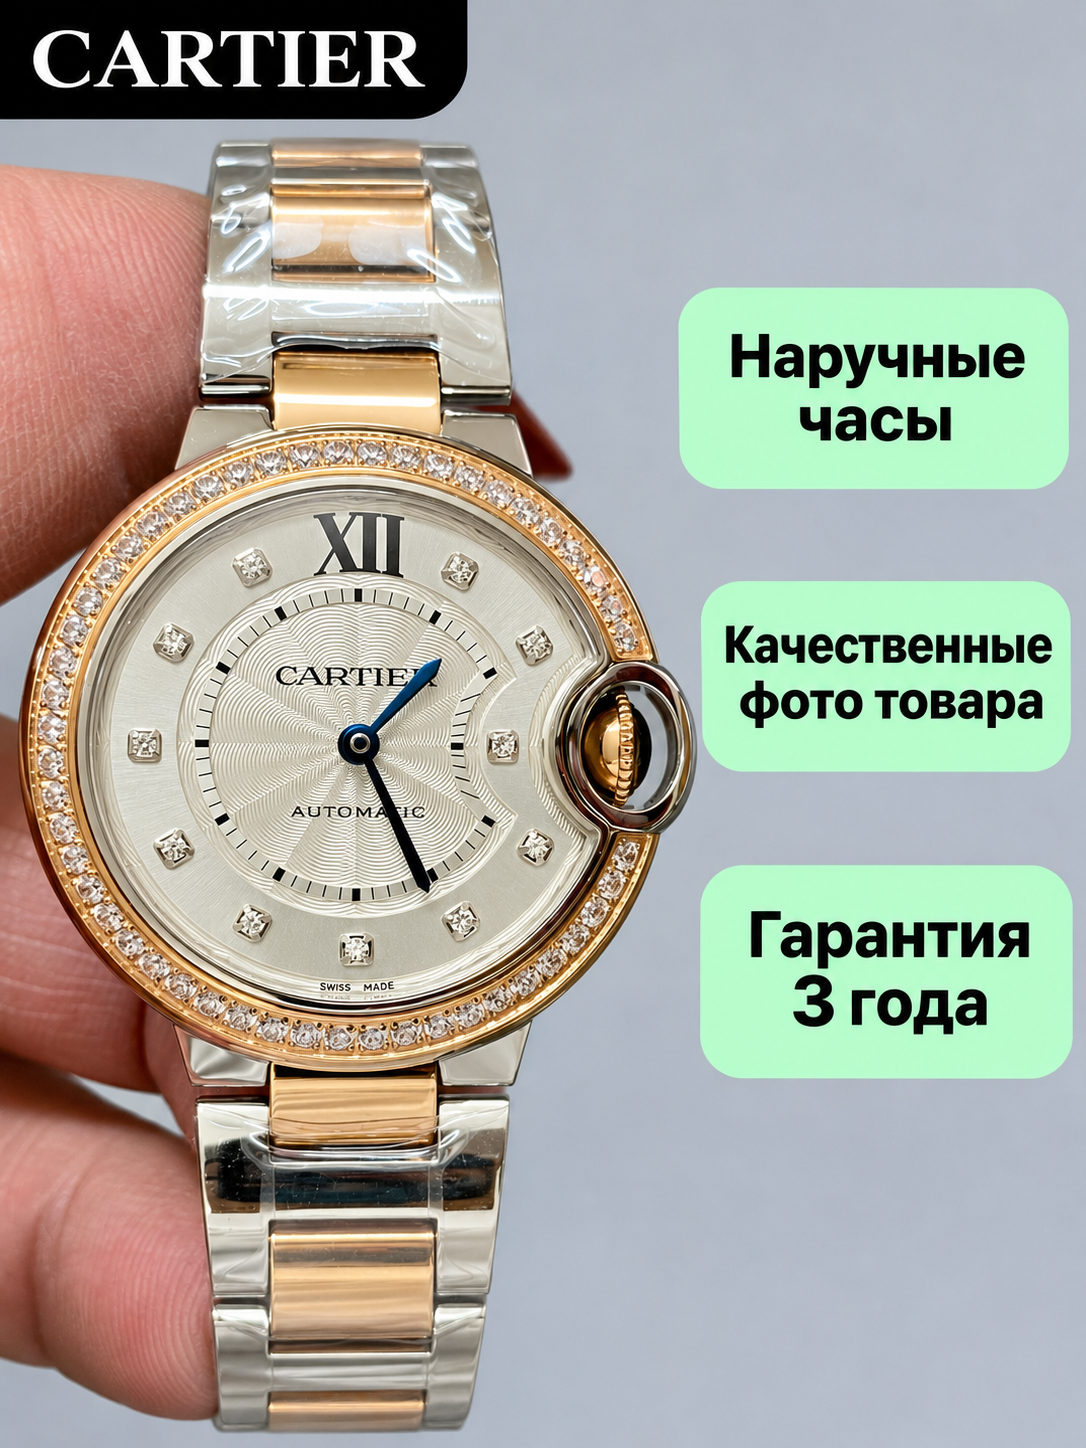 CARTIER
Наручные
часы
XII
CARTIER
AUTOMATIC
SWISS MADE
Качественные
фото товара
Гарантия
3 года